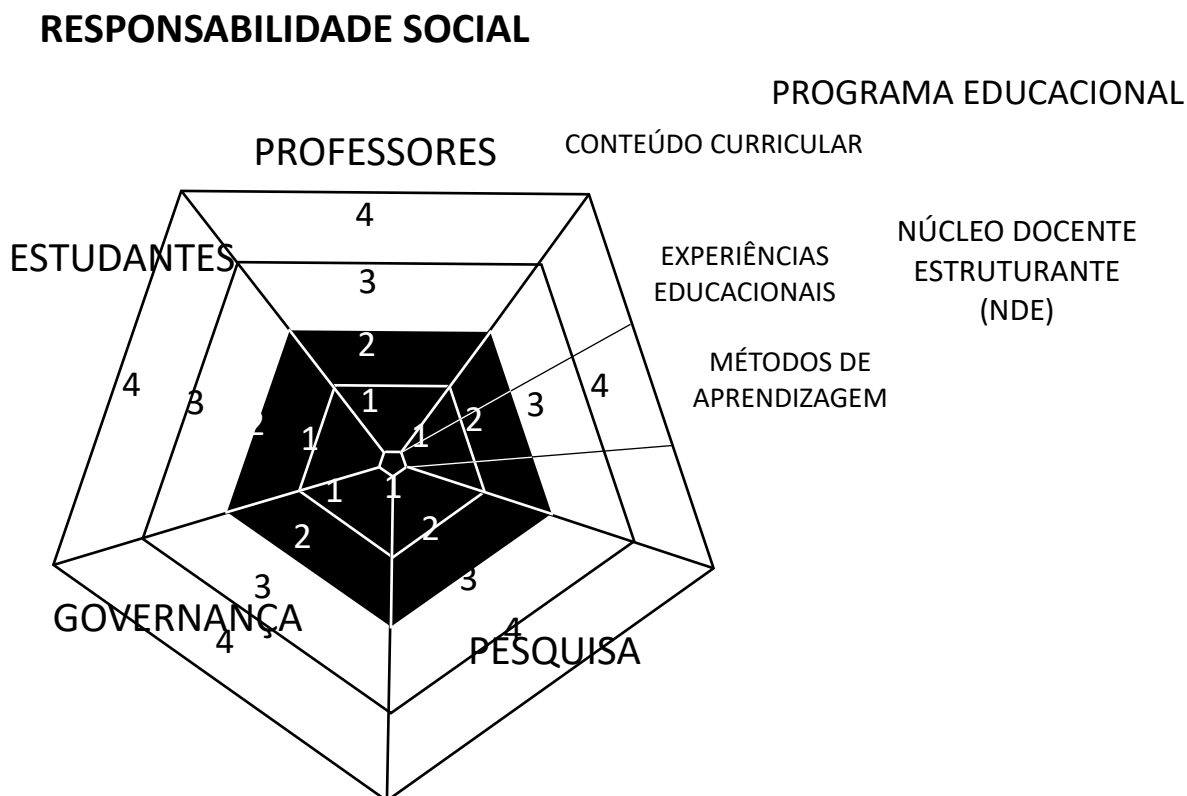 RESPONSABILIDADE SOCIAL
PROGRAMA EDUCACIONAL
PROFESSORES
CONTEÚDO CURRICULAR
4
ESTUDANTES
NÚCLEO DOCENTE
ESTRUTURANTE
(NDE)
EXPERIÊNCIAS
EDUCACIONAIS
3
2
MÉTODOS DE
APRENDIZAGEM
4
3
2
1
1
1
2
3
4
1
1
2
2
3
3
GOVERNANÇA
4
4
PESQUISA